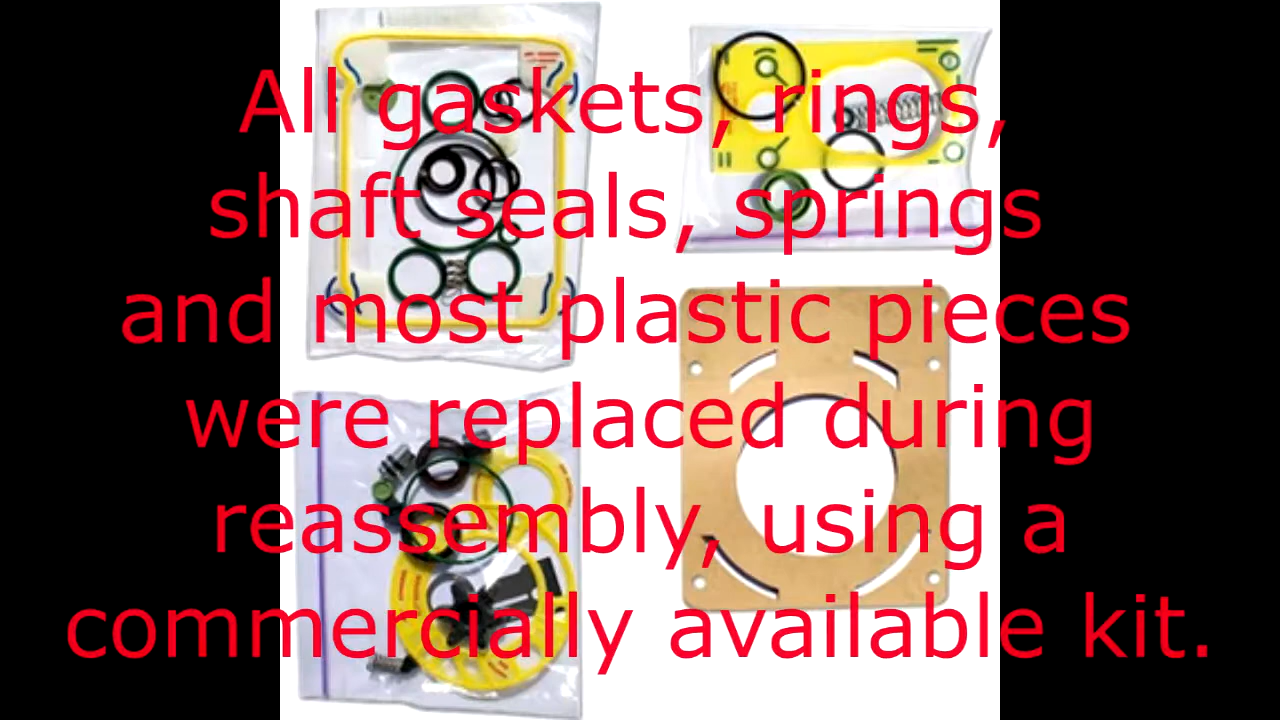 All gaskets, rings,
shaft seals, springs
and most plastic pieces
were replaced during
reassembly, using a
commercially available kit.